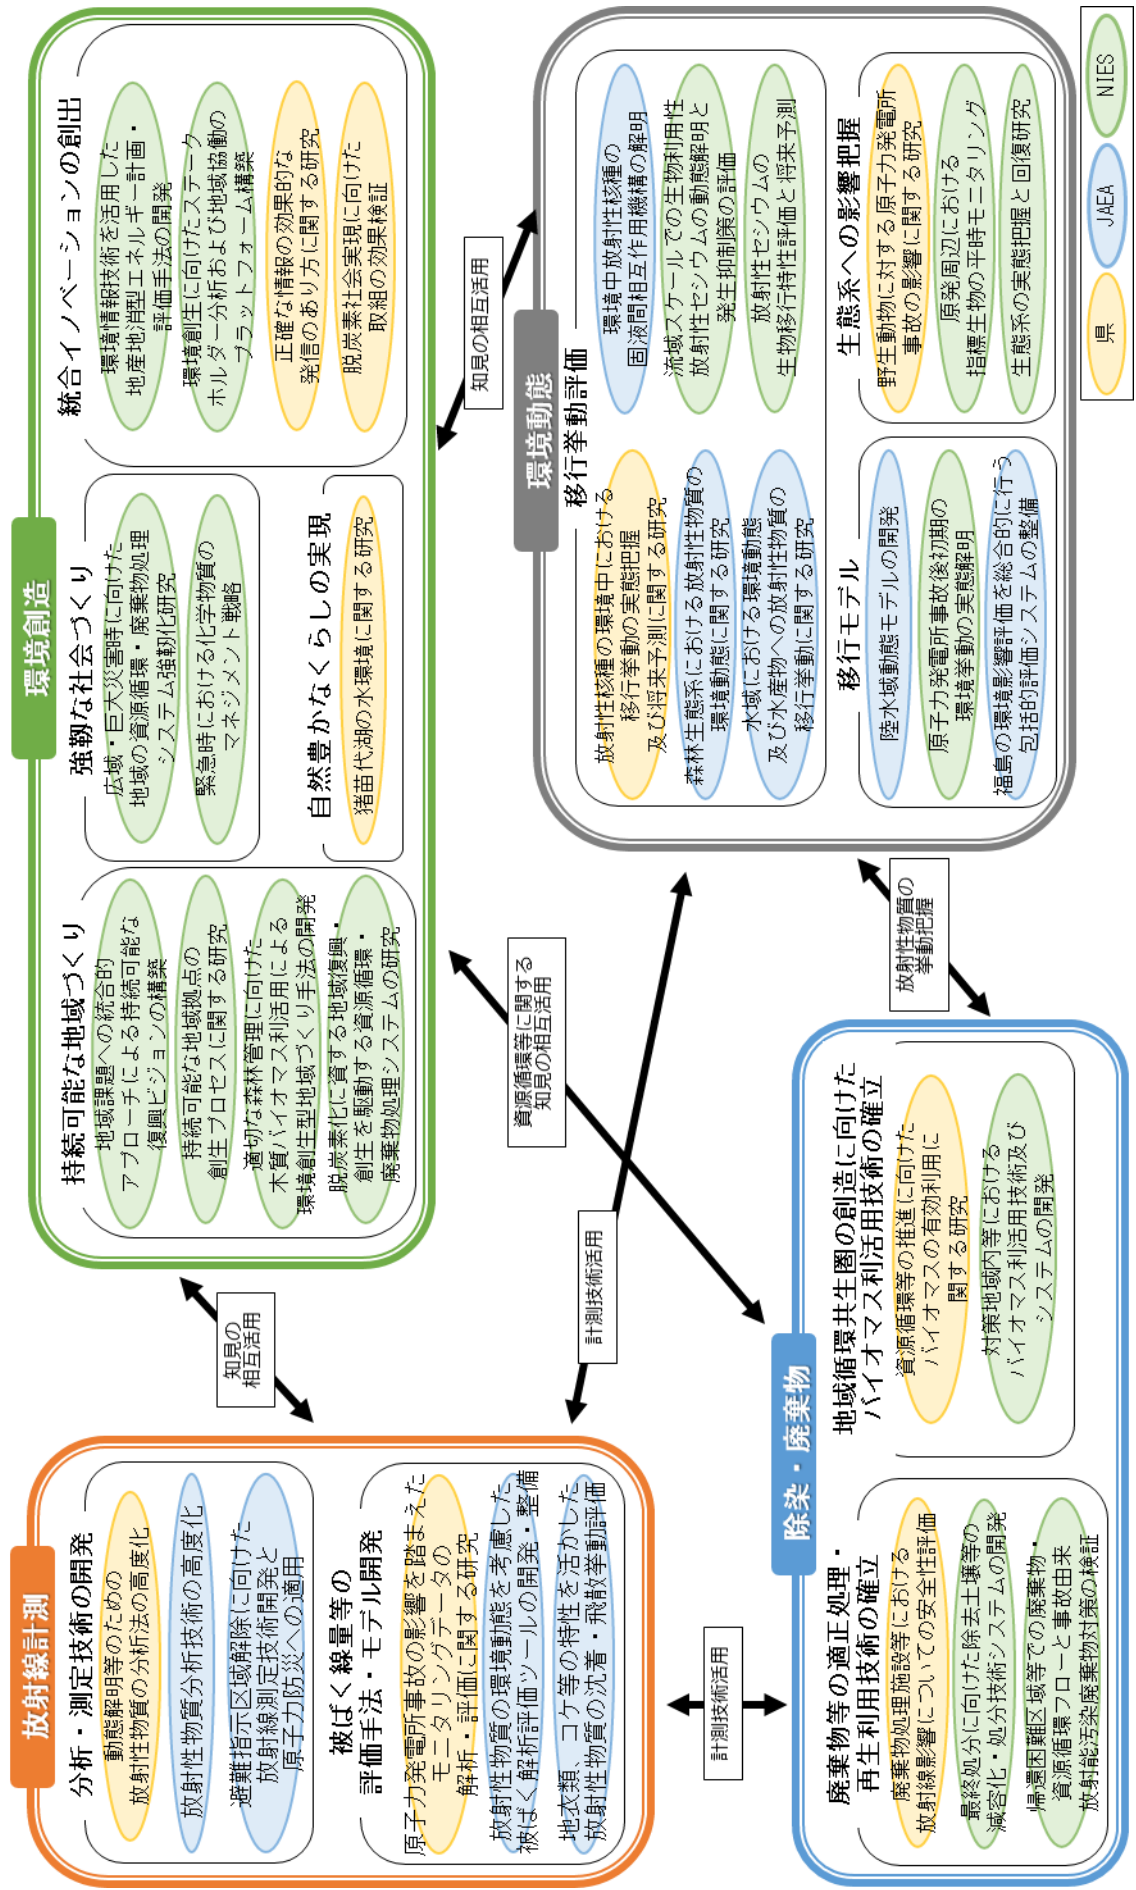 放射線計測
分析・測定技術の開発
動態解明等のための
放射性物質の分析法の高度化
放射性物質分析技術の高度化
避難指示区域解除に向けた
放射線測定技術開発と
原子力防災への適用
被ばく線量等の
評価手法・モデル開発
原子力発電所事故の影響を踏まえた
モニタリングデータの
解析・評価に関する研究
放射性物質の環境動態を考慮した
被ばく解析評価ツールの開発・整備
地衣類、コケ等の特性を活かした
放射性物質の沈着・飛散挙動評価
知見の
相互活用
環境創造
持続可能な地域づくり
地域課題への統合的
アプローチによる持続可能な
復興ビジョンの構築
持続可能な地域拠点の
創生プロセスに関する研究
適切な森林管理に向けた
木質バイオマス利活用による
環境創生型地域づくり手法の開発
脱炭素化に資する地域復興・
創生を駆動する資源循環・
廃棄物処理システムの研究
強靱な社会づくり
広域・巨大災害時に向けた
地域の資源循環・廃棄物処理
システム強靱化研究
緊急時における化学物質の
マネジメント戦略
自然豊かなくらしの実現
猪苗代湖の水環境に関する研究
統合イノベーションの創出
環境情報技術を活用した
地産地消型エネルギー計画・
評価手法の開発
環境創生に向けたステーク
ホルダー分析および地域協働の
プラットフォーム構築
正確な情報の効果的な
発信のあり方に関する研究
脱炭素社会実現に向けた
取組の効果検証
計測技術活用
計測技術活用
資源循環等に関する
知見の相互活用
知見の相互活用
放射性物質の
挙動把握
除染・廃棄物
廃棄物等の適正処理・
再生利用技術の確立
廃棄物処理施設等における
放射線影響についての安全性評価
最終処分に向けた除去土壌等の
減容化・処分技術システムの開発
帰還困難区域等での廃棄物・
資源循環フローと事故由来
放射能汚染廃棄物対策の検証
地域循環共生圏の創造に向けた
バイオマス利活用技術の確立
資源循環等の推進に向けた
バイオマスの有効利用に
関する研究
対策地域内等における
バイオマス利活用技術及び
システムの開発
環境動態
移行挙動評価
放射性核種の環境中における
移行挙動の実態把握
及び将来予測に関する研究
森林生態系における放射性物質の
環境動態に関する研究
水域における環境動態
及び水産物への放射性物質の
移行挙動に関する研究
環境中放射性核種の
固液間相互作用機構の解明
流域スケールでの生物利用性
放射性セシウムの動態解明と
発生抑制策の評価
放射性セシウムの
生物移行特性評価と将来予測
移行モデル
陸水域動態モデルの開発
原子力発電所事故後初期の
環境挙動の実態解明
福島の環境影響評価を総合的に行う
包括的評価システムの整備
生態系への影響把握
野生動物に対する原子力発電所
事故の影響に関する研究
原発周辺における
指標生物の平時モニタリング
生態系の実態把握と回復研究
県
JAEA
NIES